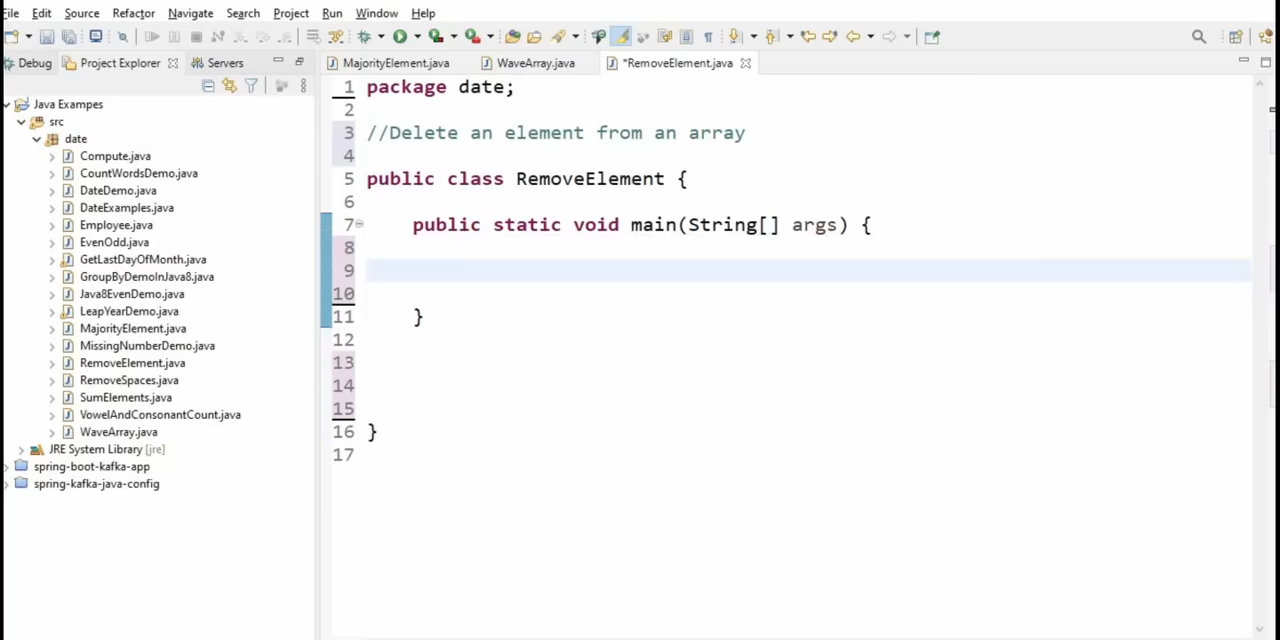 File Edit Source Refactor Navigate Search Project Run Window Help
Debug Project Explorer Servers
MajorityElement.java WaveArray.java *RemoveElement.java
Java Exampes
src
date
Compute.java
CountWordsDemo.java
DateDemo.java
DateExamples.java
Employee.java
EvenOdd.java
GetLastDayOfMonth.java
GroupByDemoInJava8.java
Java8EvenDemo.java
LeapYearDemo.java
MajorityElement.java
MissingNumberDemo.java
RemoveElement.java
RemoveSpaces.java
SumElements.java
VowelAndConsonantCount.java
WaveArray.java
JRE System Library [jre]
spring-boot-kafka-app
spring-kafka-java-config
1 package date;
2
3 //Delete an element from an array
4
5 public class RemoveElement {
6
7 public static void main(String[] args) {
8
9
10
11 }
12
13
14
15
16 }
17